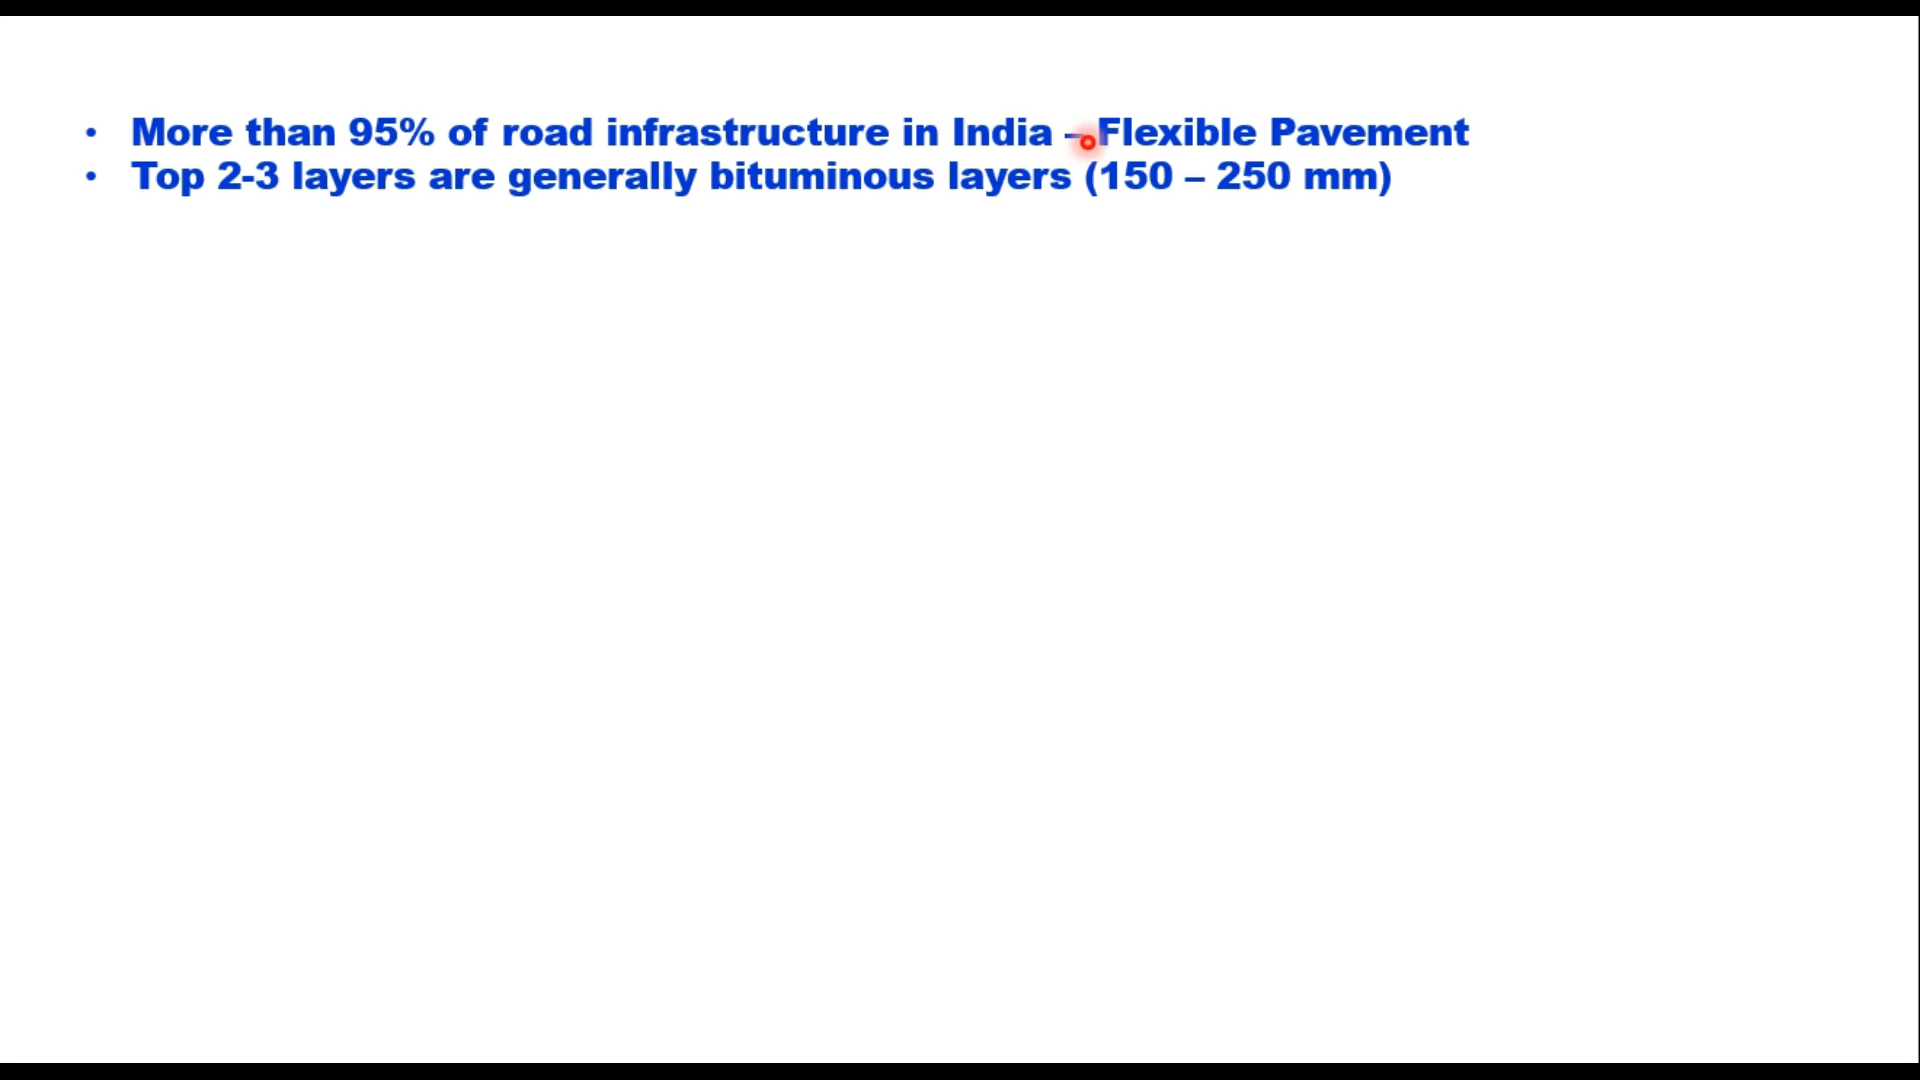 • More than 95% of road infrastructure in India – Flexible Pavement
• Top 2-3 layers are generally bituminous layers (150 – 250 mm)